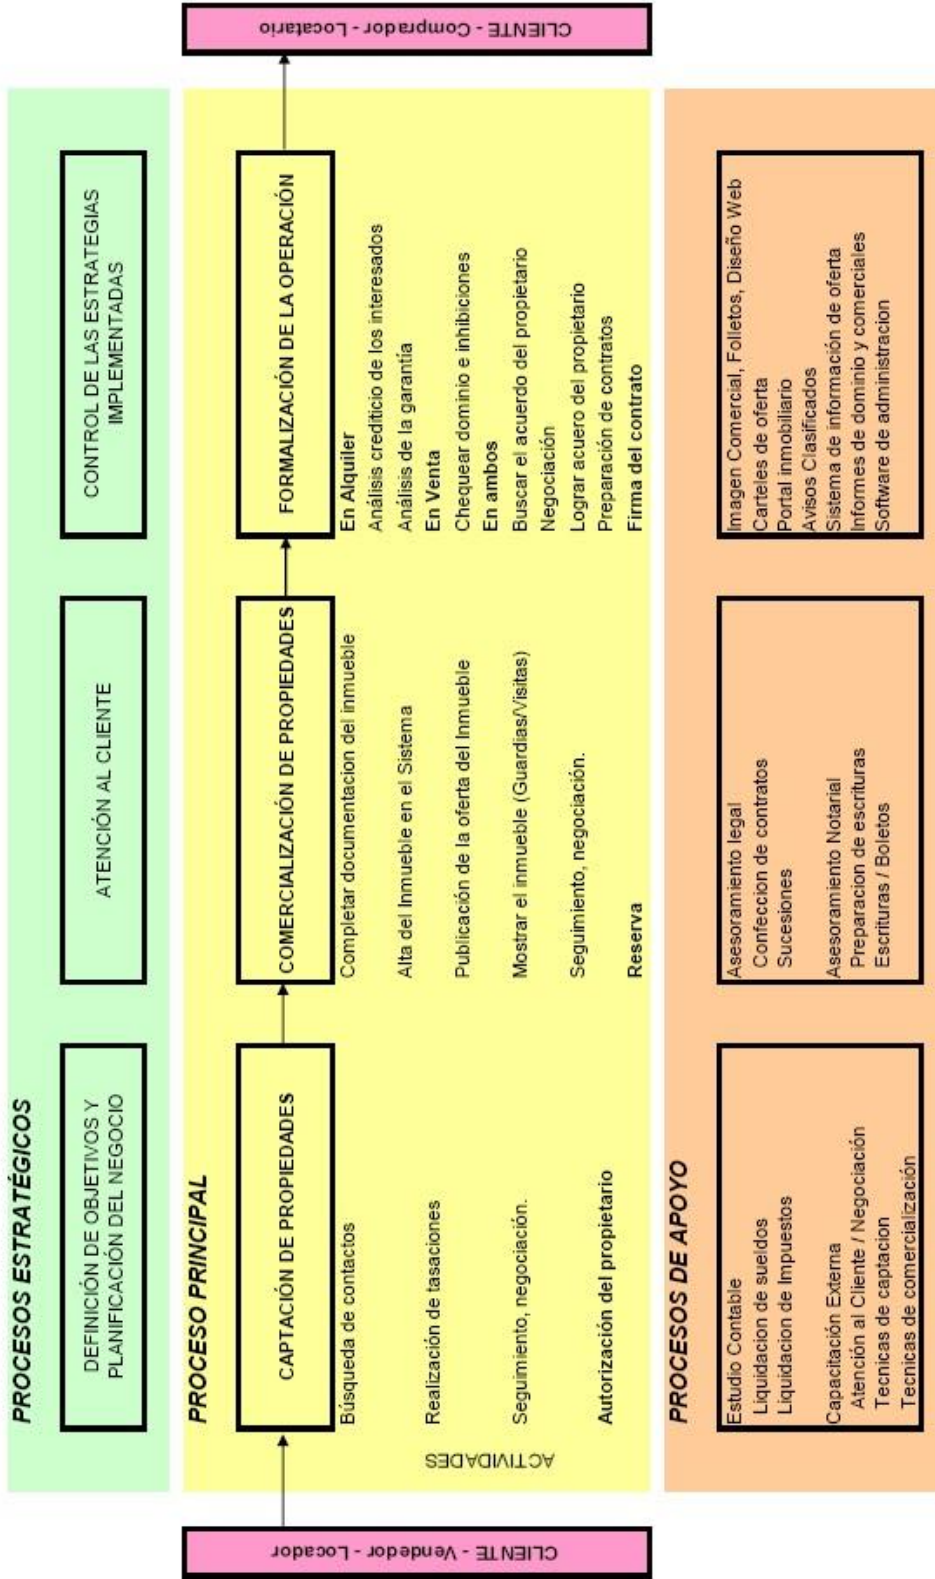 PROCESOS ESTRATÉGICOS
DEFINICIÓN DE OBJETIVOS Y
PLANIFICACIÓN DEL NEGOCIO
ATENCIÓN AL CLIENTE
CONTROL DE LAS ESTRATEGIAS
IMPLEMENTADAS
CLIENTE - Vendedor - Locador
PROCESO PRINCIPAL
ACTIVIDADES
CAPTACIÓN DE PROPIEDADES
Búsqueda de contactos
Realización de tasaciones
Seguimiento, negociación.
Autorización del propietario
COMERCIALIZACIÓN DE PROPIEDADES
Completar documentacion del inmueble
Alta del Inmueble en el Sistema
Publicación de la oferta del Inmueble
Mostrar el inmueble (Guardias/Visitas)
Seguimiento, negociación.
Reserva
FORMALIZACIÓN DE LA OPERACIÓN
En Alquiler
Análisis crediticio de los interesados
Análisis de la garantía
En Venta
Chequear dominio e inhibiciones
En ambos
Buscar el acuerdo del propietario
Negociación
Lograr acuero del propietario
Preparación de contratos
Firma del contrato
CLIENTE - Comprador - Locatario
PROCESOS DE APOYO
Estudio Contable
Liquidacion de sueldos
Liquidacion de Impuestos
Capacitación Externa
Atención al Cliente / Negociación
Tecnicas de captacion
Tecnicas de comercialización
Asesoramiento legal
Confeccion de contratos
Sucesiones
Asesoramiento Notarial
Preparacion de escrituras
Escrituras / Boletos
Imagen Comercial, Folletos, Diseño Web
Carteles de oferta
Portal inmobiliario
Avisos Clasificados
Sistema de información de oferta
Informes de dominio y comerciales
Software de administracion